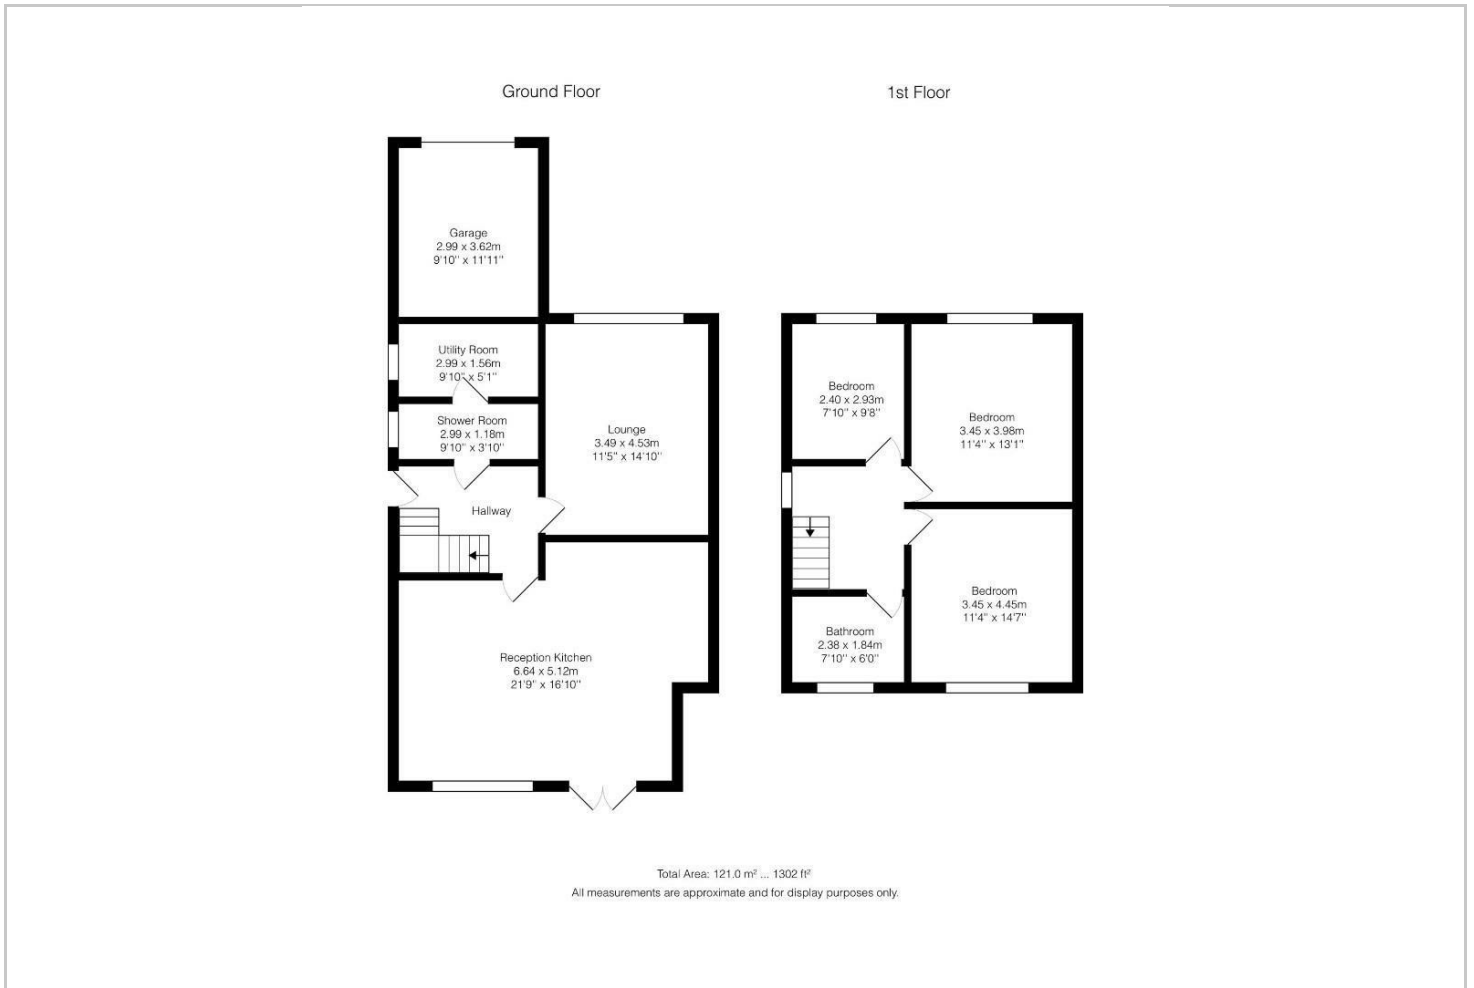 Ground Floor
1st Floor
Garage
2.99 x 3.62m
9'10" x 11'11"
Utility Room
2.99 x 1.56m
9'10" x 5'1"
Shower Room
2.99 x 1.18m
9'10" x 3'10"
Hallway
Lounge
3.49 x 4.53m
11'5" x 14'10"
Reception Kitchen
6.64 x 5.12m
21'9" x 16'10"
Bedroom
2.40 x 2.93m
7'10" x 9'8"
Bedroom
3.45 x 3.98m
11'4" x 13'1"
Bedroom
3.45 x 4.45m
11'4" x 14'7"
Bathroom
2.38 x 1.84m
7'10" x 6'0"
Total Area: 121.0 m² ... 1302 ft²
All measurements are approximate and for display purposes only.